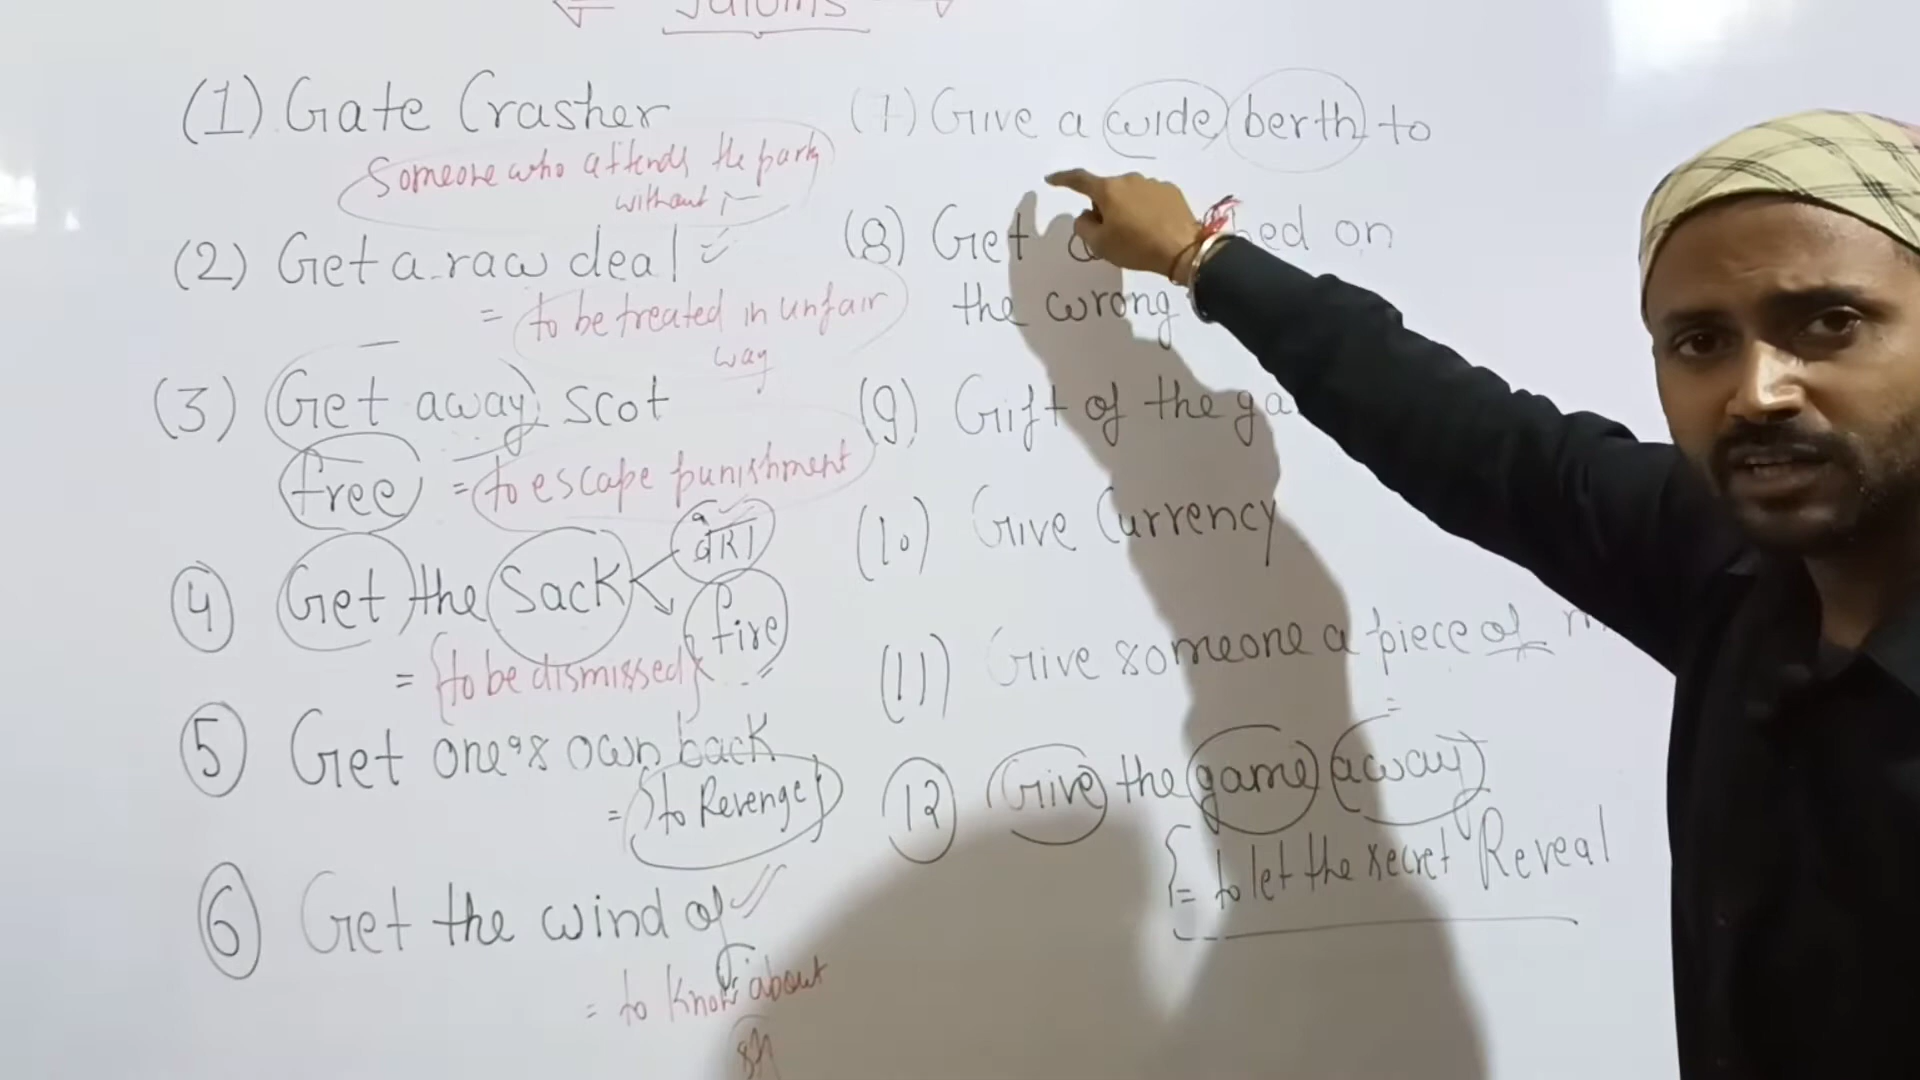 Idioms
(1) Gate Crasher
Someone who attends the party
without i—
(2) Get a raw deal
= to be treated in unfair
way
(3) Get away scot
free = to escape punishment
(4) Get the Sack
fire
= {to be dismissed}
(5) Get one's own back
= {to Revenge}
(6) Get the wind of
= to know about
(7) Give a wide berth to
(8) Get on
the wrong
(9) Gift of the
(10) Give Currency
(11) Give someone a piece of
(12) Give the game away
{= to let the secret Reveal